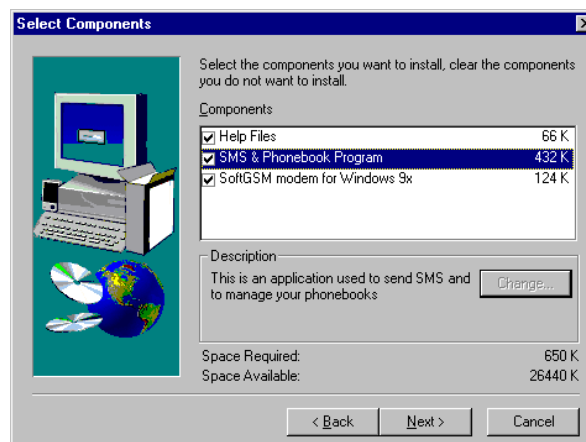 Select Components
Select the components you want to install, clear the components
you do not want to install.
Components
Help Files 66 K
SMS & Phonebook Program 432 K
SoftGSM modem for Windows 9x 124 K
Description
This is an application used to send SMS and
to manage your phonebooks
Change...
Space Required: 650 K
Space Available: 26440 K
< Back Next > Cancel